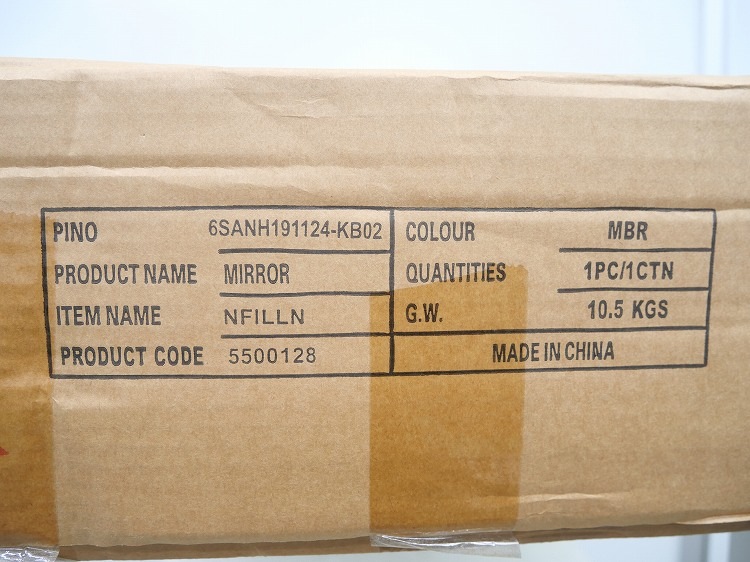 PINO 6SANH191124-KB02
PRODUCT NAME MIRROR
ITEM NAME NFILLN
PRODUCT CODE 5500128
COLOUR MBR
QUANTITIES 1PC/1CTN
G.W. 10.5 KGS
MADE IN CHINA